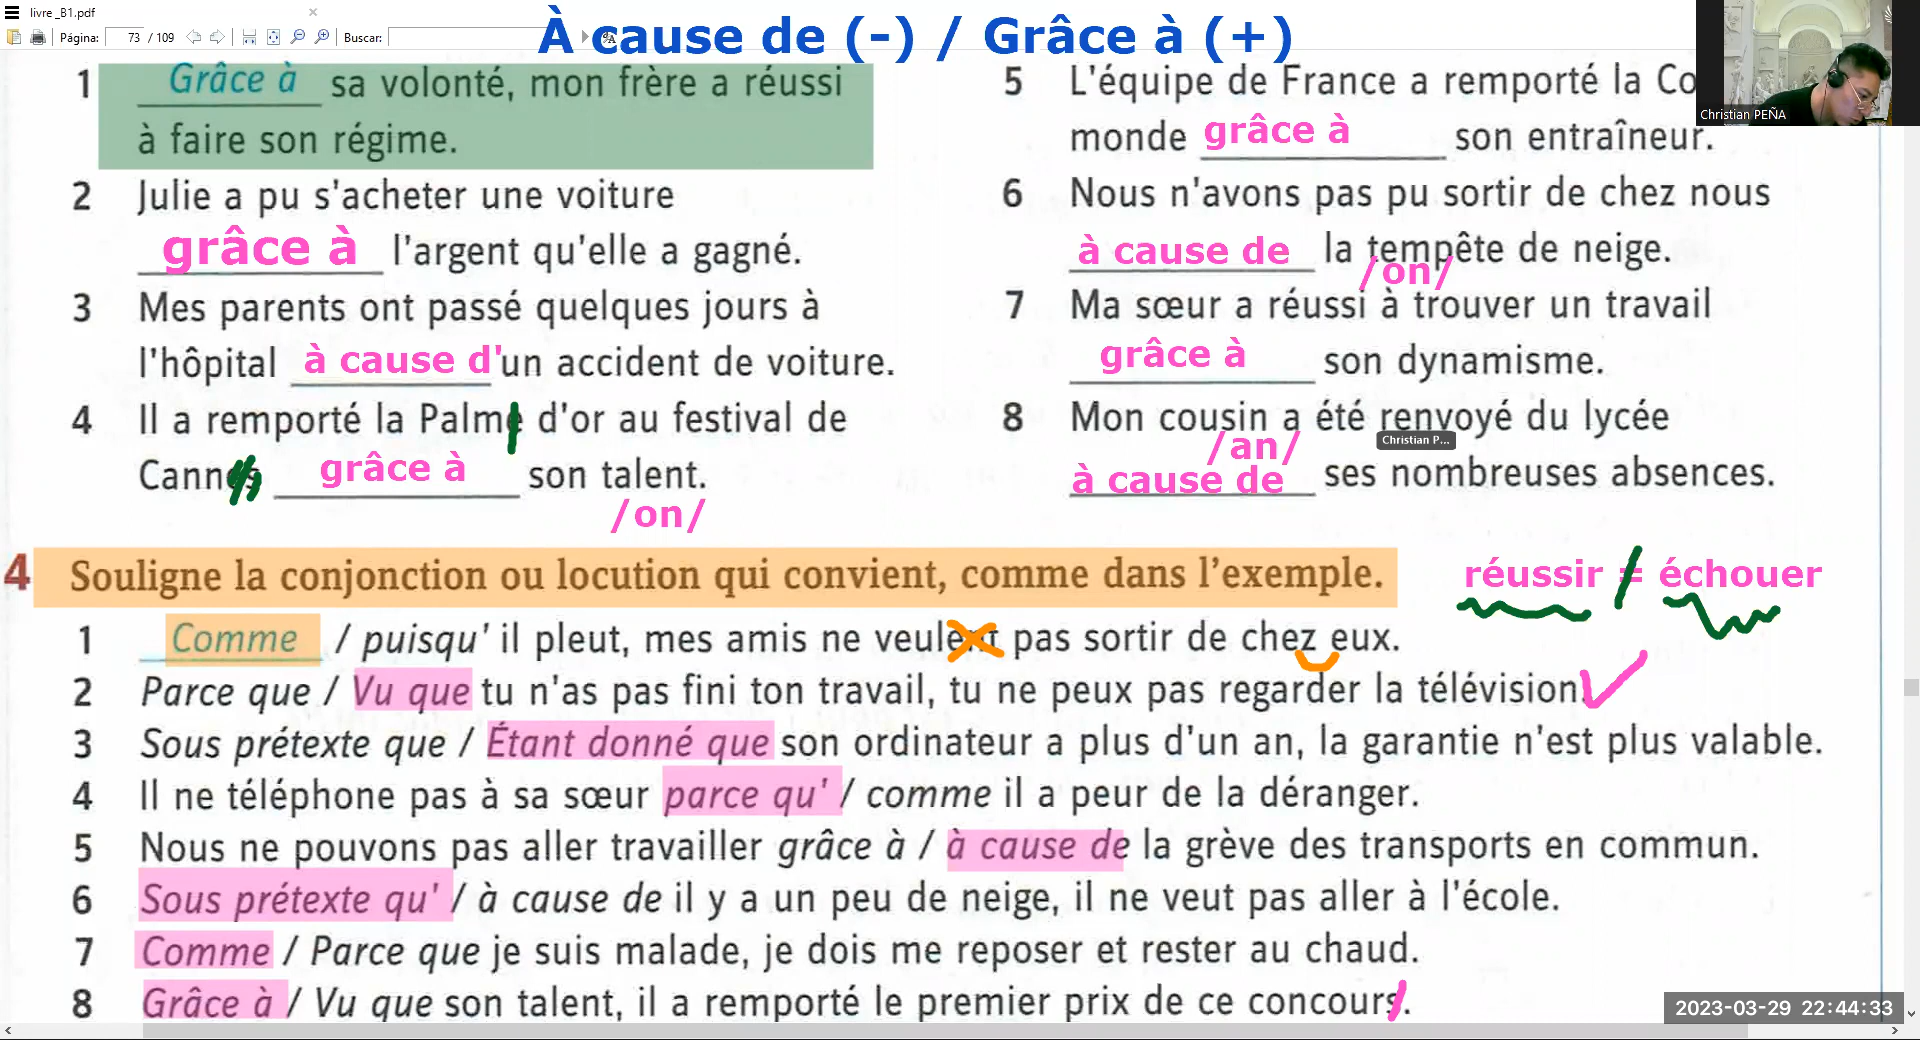 livre_B1.pdf
Página: 73 / 109 Buscar:
À cause de (-) / Grâce à (+)
Christian PEÑA
1 Grâce à sa volonté, mon frère a réussi
à faire son régime.
2 Julie a pu s'acheter une voiture
grâce à l'argent qu'elle a gagné.
3 Mes parents ont passé quelques jours à
l'hôpital à cause d'un accident de voiture.
4 Il a remporté la Palme d'or au festival de
Cannes grâce à son talent.
/on/
5 L'équipe de France a remporté la Co
monde grâce à son entraîneur.
6 Nous n'avons pas pu sortir de chez nous
à cause de la tempête de neige.
/on/
7 Ma sœur a réussi à trouver un travail
grâce à son dynamisme.
8 Mon cousin a été renvoyé du lycée
Christian P...
/an/
à cause de ses nombreuses absences.
4 Souligne la conjonction ou locution qui convient, comme dans l'exemple.
réussir = échouer
1 Comme / puisqu' il pleut, mes amis ne veulent pas sortir de chez eux.
2 Parce que / Vu que tu n'as pas fini ton travail, tu ne peux pas regarder la télévision.
3 Sous prétexte que / Étant donné que son ordinateur a plus d'un an, la garantie n'est plus valable.
4 Il ne téléphone pas à sa sœur parce qu' / comme il a peur de la déranger.
5 Nous ne pouvons pas aller travailler grâce à / à cause de la grève des transports en commun.
6 Sous prétexte qu' / à cause de il y a un peu de neige, il ne veut pas aller à l'école.
7 Comme / Parce que je suis malade, je dois me reposer et rester au chaud.
8 Grâce à / Vu que son talent, il a remporté le premier prix de ce concours.
2023-03-29 22:44:33